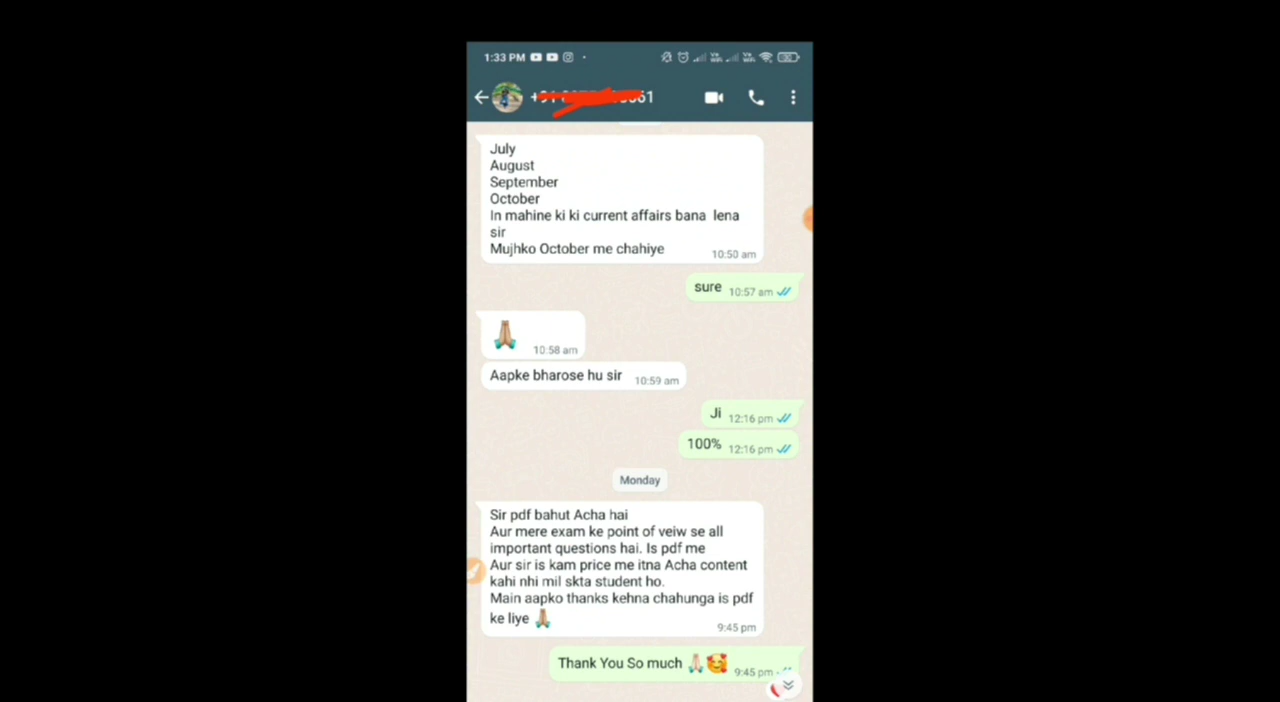 1:33 PM
July
August
September
October
In mahine ki ki current affairs bana lena
sir
Mujhko October me chahiye
10:50 am
sure
10:57 am
10:58 am
Aapke bharose hu sir
10:59 am
Ji
12:16 pm
100%
12:16 pm
Monday
Sir pdf bahut Acha hai
Aur mere exam ke point of veiw se all
important questions hai. Is pdf me
Aur sir is kam price me itna Acha content
kahi nhi mil skta student ho.
Main aapko thanks kehna chahunga is pdf
ke liye 🙏🏽
9:45 pm
Thank You So much 🙏🏻🥰
9:45 pm